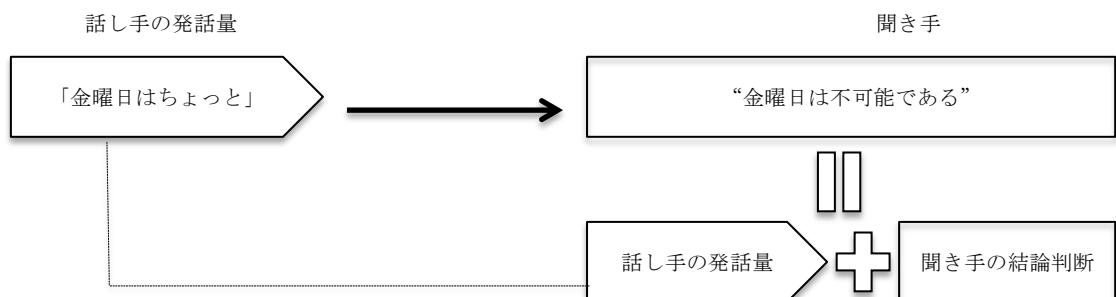 話し手の発話量
聞き手
「金曜日はちょっと」
“金曜日は不可能である”
話し手の発話量
聞き手の結論判断